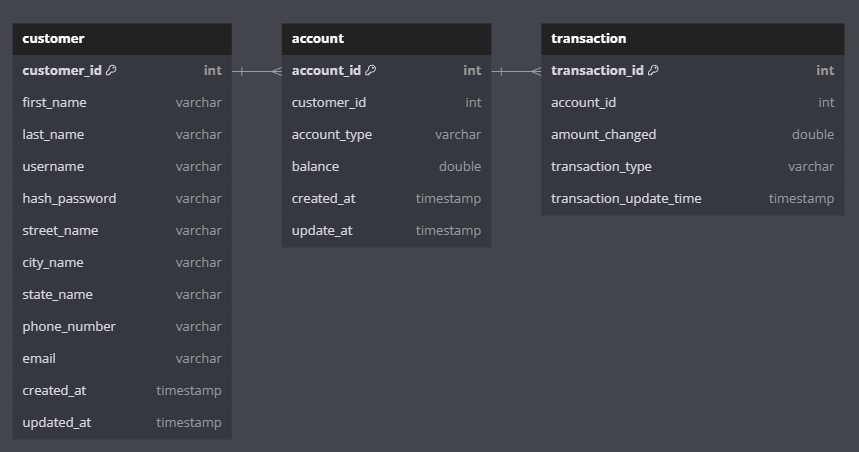 customer
customer_id int
first_name varchar
last_name varchar
username varchar
hash_password varchar
street_name varchar
city_name varchar
state_name varchar
phone_number varchar
email varchar
created_at timestamp
updated_at timestamp
account
account_id int
customer_id int
account_type varchar
balance double
created_at timestamp
update_at timestamp
transaction
transaction_id int
account_id int
amount_changed double
transaction_type varchar
transaction_update_time timestamp